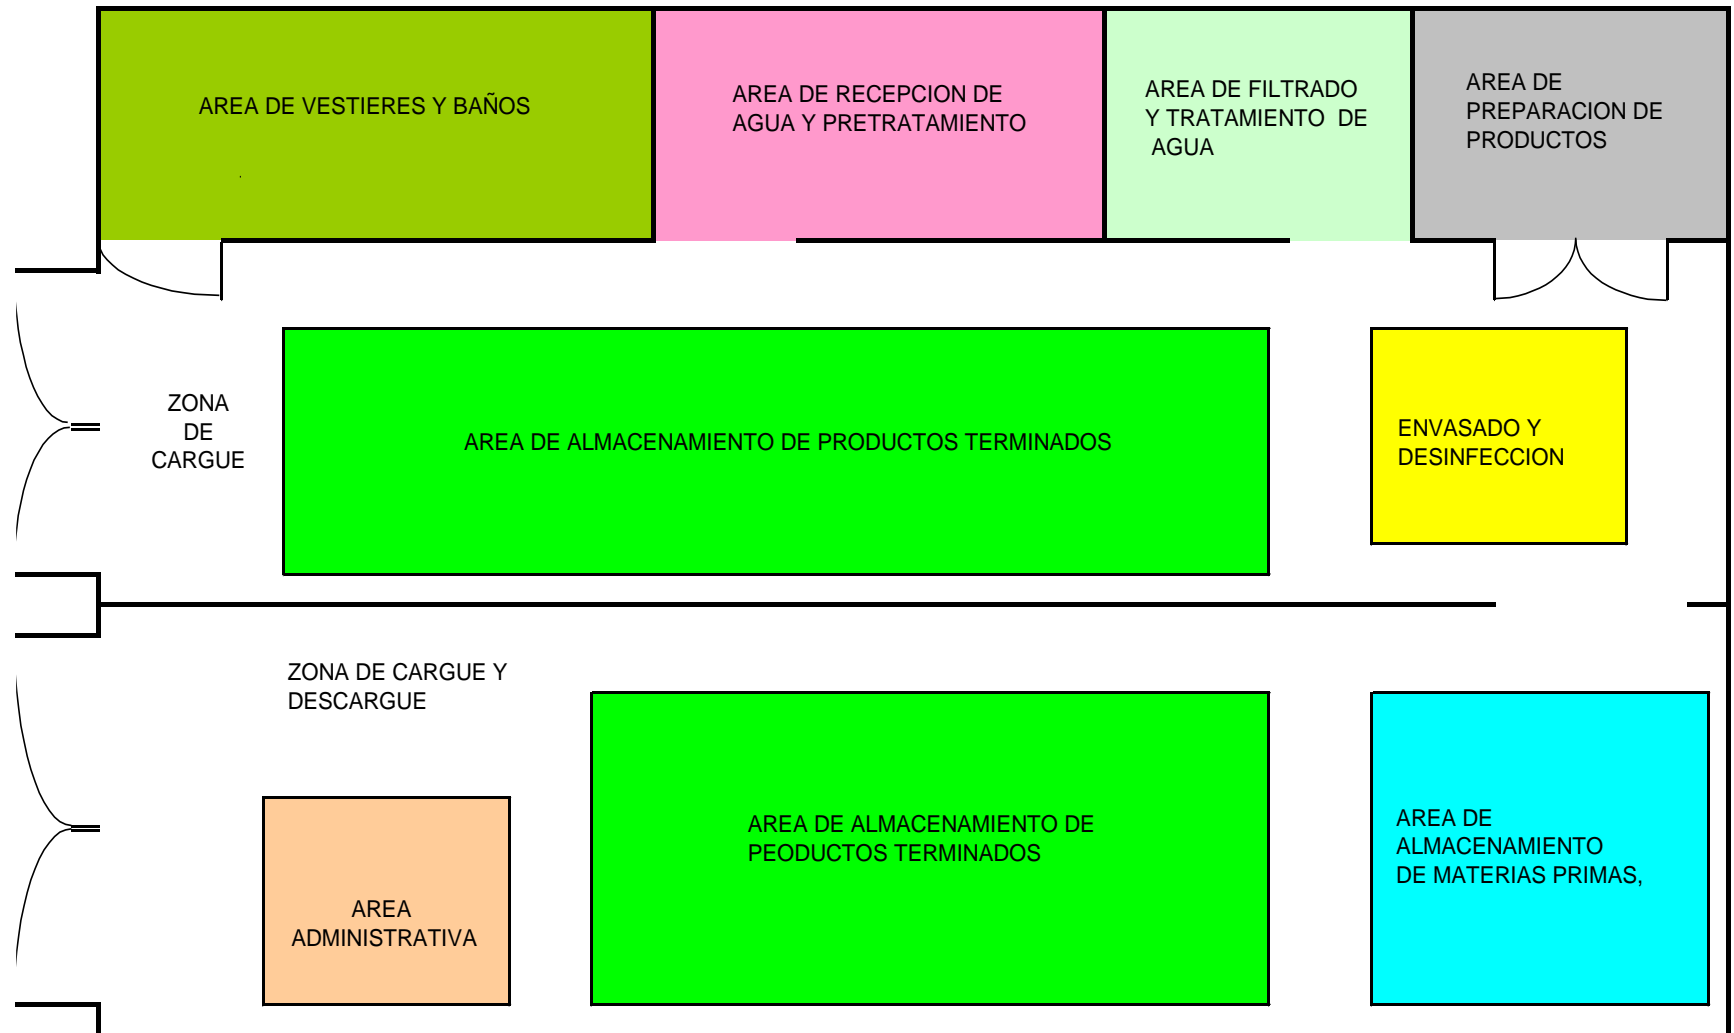 AREA DE VESTIERES Y BAÑOS
AREA DE RECEPCION DE
AGUA Y PRETRATAMIENTO
AREA DE FILTRADO
Y TRATAMIENTO DE
AGUA
AREA DE
PREPARACION DE
PRODUCTOS
ZONA
DE
CARGUE
AREA DE ALMACENAMIENTO DE PRODUCTOS TERMINADOS
ENVASADO Y
DESINFECCION
ZONA DE CARGUE Y
DESCARGUE
AREA
ADMINISTRATIVA
AREA DE ALMACENAMIENTO DE
PEODUCTOS TERMINADOS
AREA DE
ALMACENAMIENTO
DE MATERIAS PRIMAS,